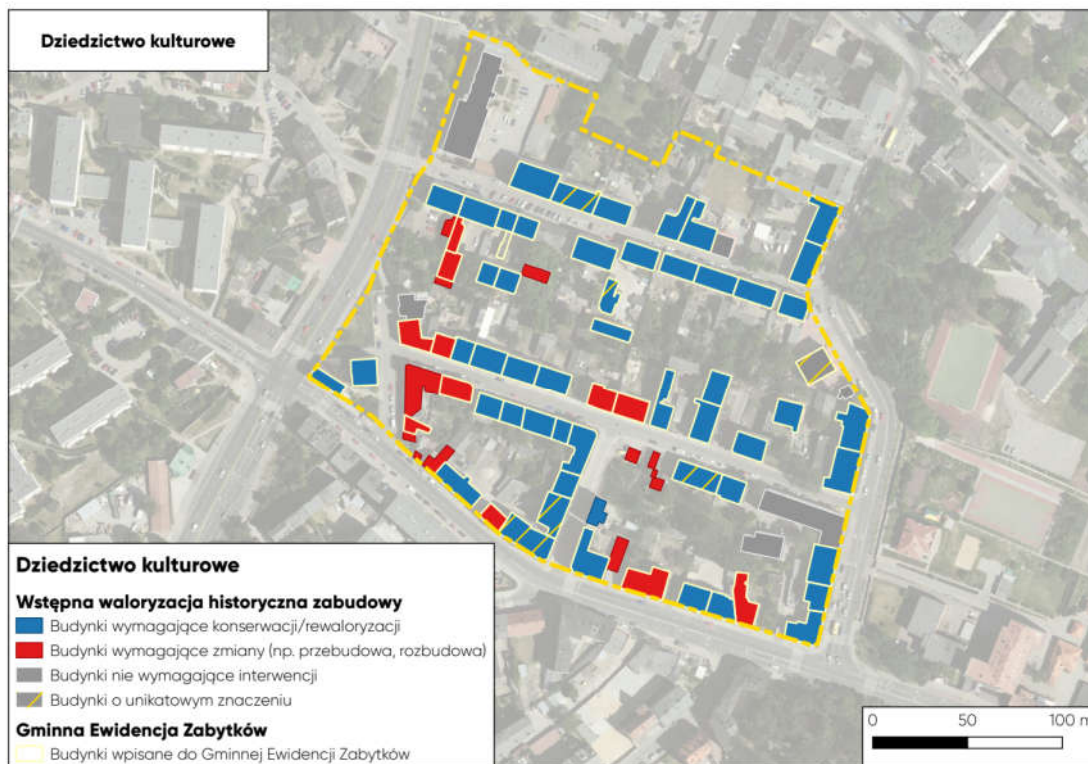 Dziedzictwo kulturowe
Dziedzictwo kulturowe
Wstępna waloryzacja historyczna zabudowy
Budynki wymagające konserwacji/rewaloryzacji
Budynki wymagające zmiany (np. przebudowa, rozbudowa)
Budynki nie wymagające interwencji
Budynki o unikatowym znaczeniu
Gminna Ewidencja Zabytków
Budynki wpisane do Gminnej Ewidencji Zabytków
0 50 100 m